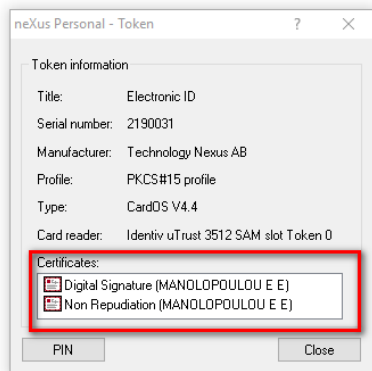 neXus Personal - Token
Token information
Title: Electronic ID
Serial number: 2190031
Manufacturer: Technology Nexus AB
Profile: PKCS#15 profile
Type: CardOS V4.4
Card reader: Identiv uTrust 3512 SAM slot Token 0
Certificates:
Digital Signature (MANOLOPOULOU E E)
Non Repudiation (MANOLOPOULOU E E)
PIN Close